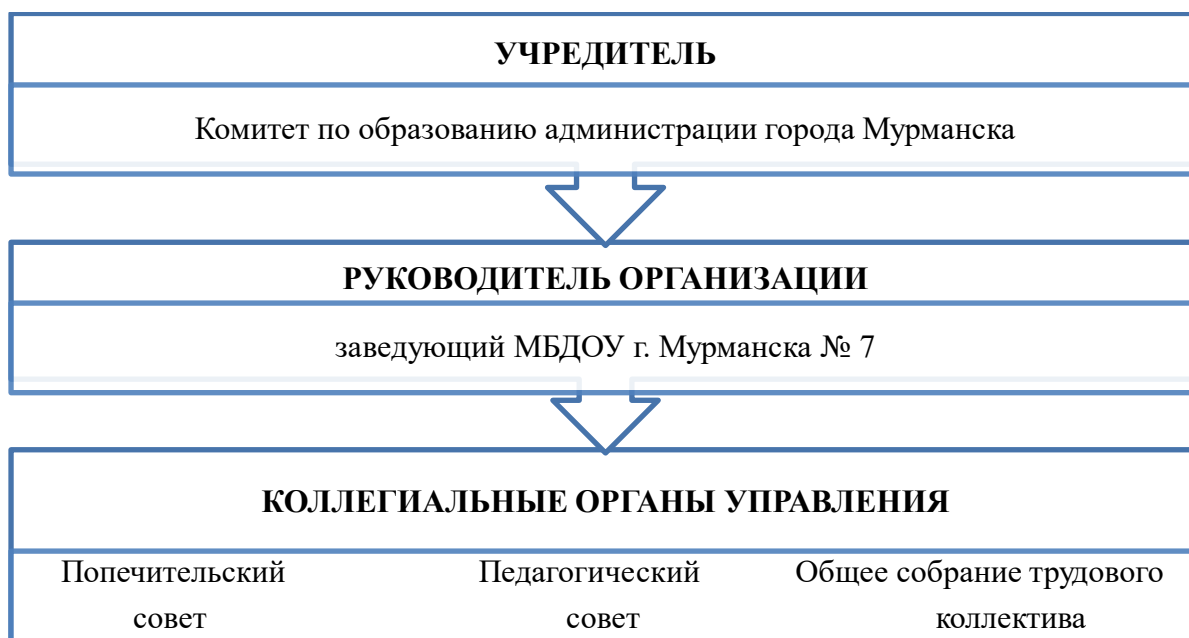 УЧРЕДИТЕЛЬ
Комитет по образованию администрации города Мурманска
РУКОВОДИТЕЛЬ ОРГАНИЗАЦИИ
заведующий МБДОУ г. Мурманска № 7
КОЛЛЕГИАЛЬНЫЕ ОРГАНЫ УПРАВЛЕНИЯ
Попечительский
совет
Педагогический
совет
Общее собрание трудового
коллектива